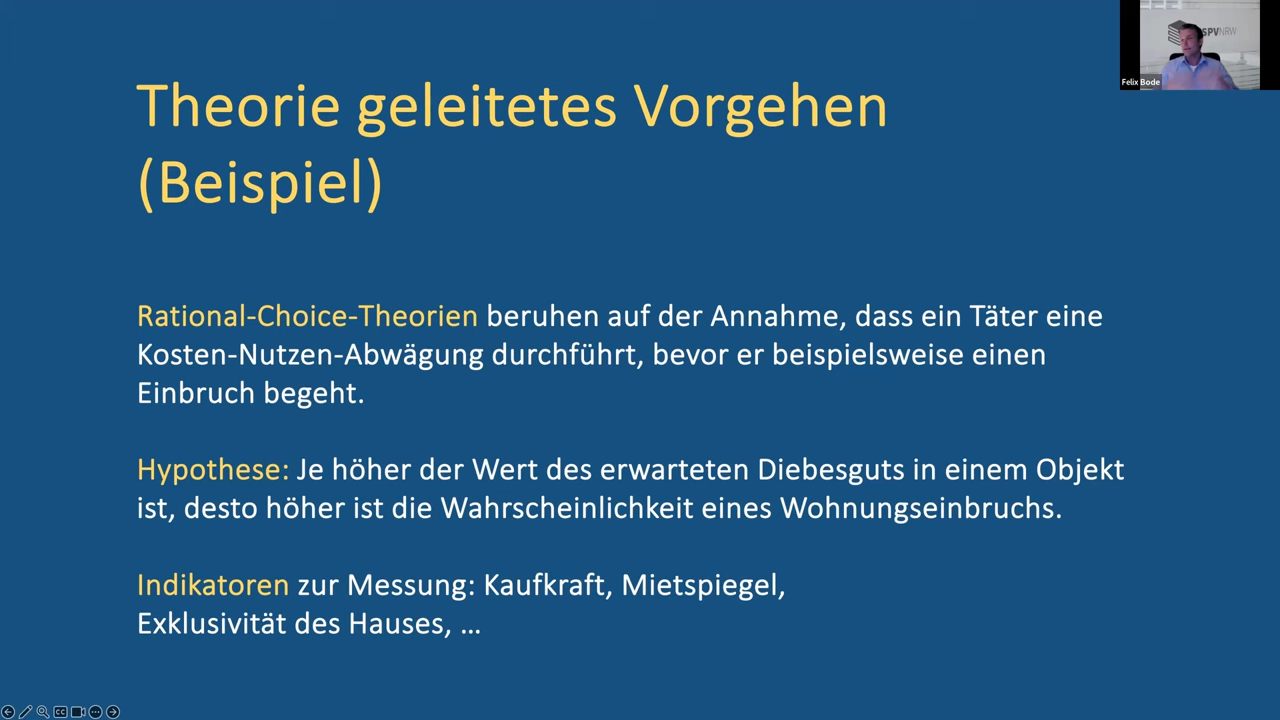 Theorie geleitetes Vorgehen
(Beispiel)
Rational-Choice-Theorien beruhen auf der Annahme, dass ein Täter eine
Kosten-Nutzen-Abwägung durchführt, bevor er beispielsweise einen
Einbruch begeht.
Hypothese: Je höher der Wert des erwarteten Diebesguts in einem Objekt
ist, desto höher ist die Wahrscheinlichkeit eines Wohnungseinbruchs.
Indikatoren zur Messung: Kaufkraft, Mietspiegel,
Exklusivität des Hauses, ...
Felix Bode
SPVNRW
CC